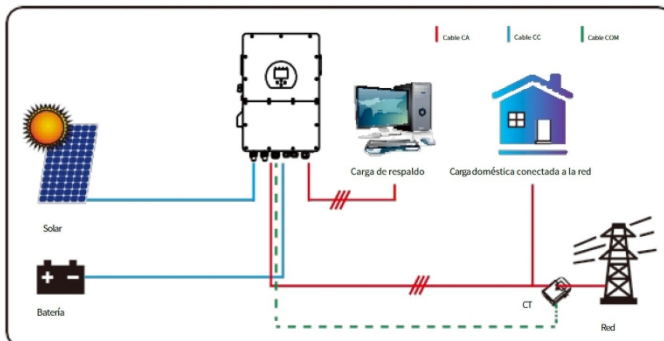 Cable CA
Cable CC
Cable COM
Carga de respaldo
Carga doméstica conectada a la red
Solar
Batería
CT
Red